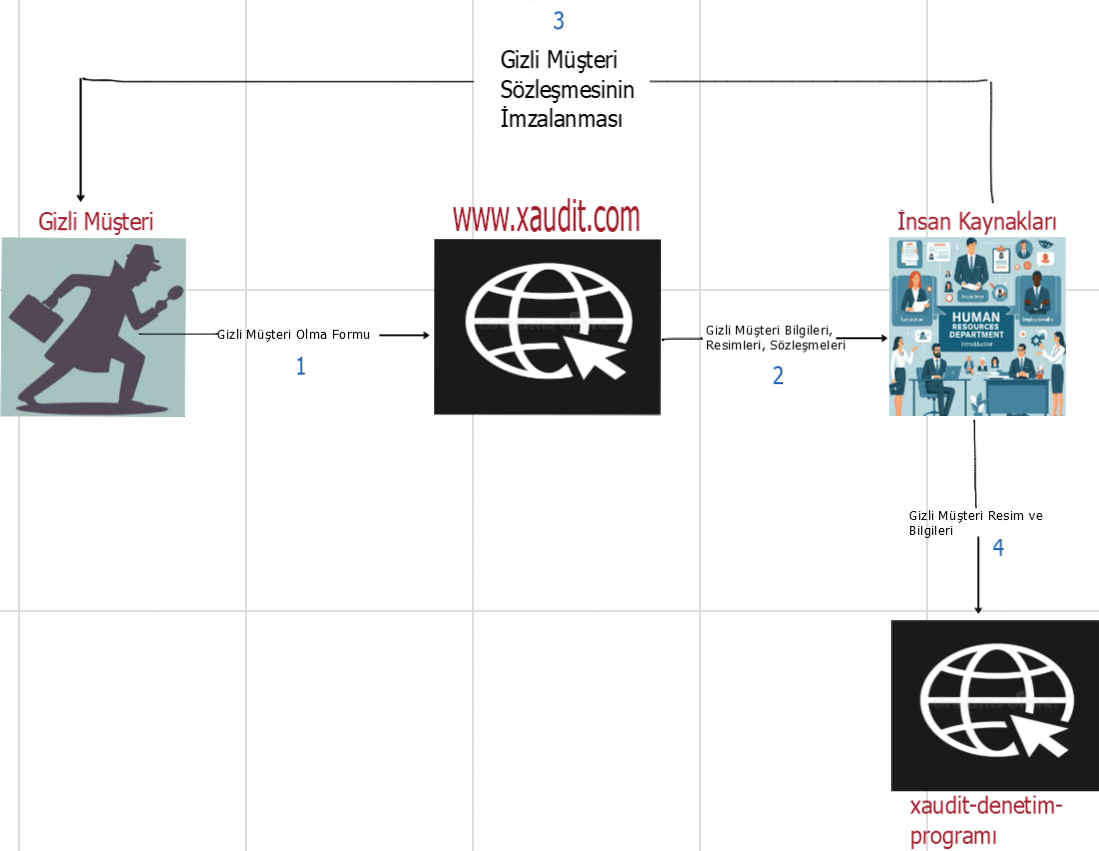 3
Gizli Müşteri
Sözleşmesinin
İmzalanması
Gizli Müşteri
www.xaudit.com
İnsan Kaynakları
HUMAN
RESOURCES
DEPARTMENT
Gizli Müşteri Olma Formu
1
Gizli Müşteri Bilgileri,
Resimleri, Sözleşmeleri
2
Gizli Müşteri Resim ve
Bilgileri
4
xaudit-denetim-
programı